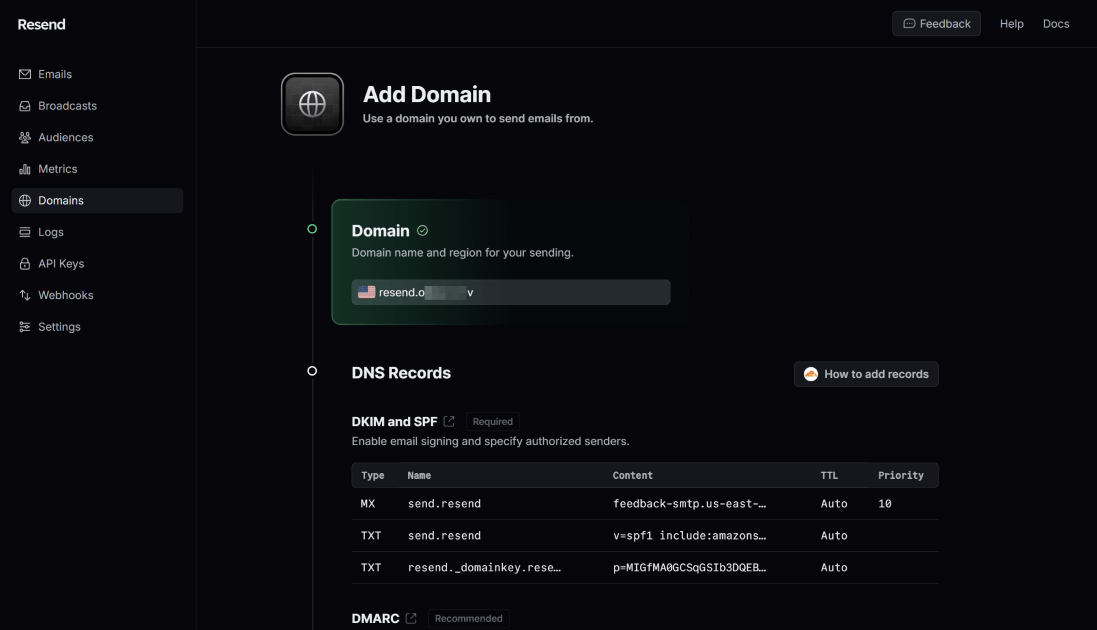 Resend
Feedback
Help
Docs
Emails
Broadcasts
Audiences
Metrics
Domains
Logs
API Keys
Webhooks
Settings
Add Domain
Use a domain you own to send emails from.
Domain
Domain name and region for your sending.
resend.o v
DNS Records
How to add records
DKIM and SPF Required
Enable email signing and specify authorized senders.
Type Name Content TTL Priority
MX send.resend feedback-smtp.us-east-… Auto 10
TXT send.resend v=spf1 include:amazons… Auto
TXT resend._domainkey.rese… p=MIGfMA0GCSqGSIb3DQEB… Auto
DMARC Recommended